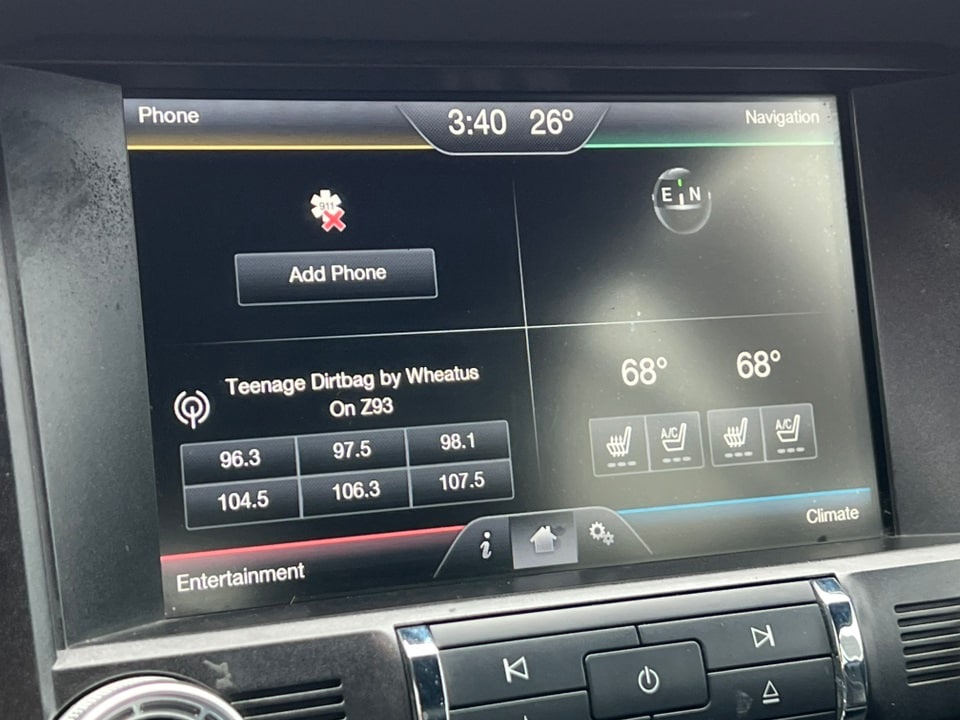 Phone
3:40 26°
Navigation
911
E N
Add Phone
Teenage Dirtbag by Wheatus
On Z93
96.3 97.5 98.1
104.5 106.3 107.5
68° 68°
A/C A/C
Entertainment
i
Climate